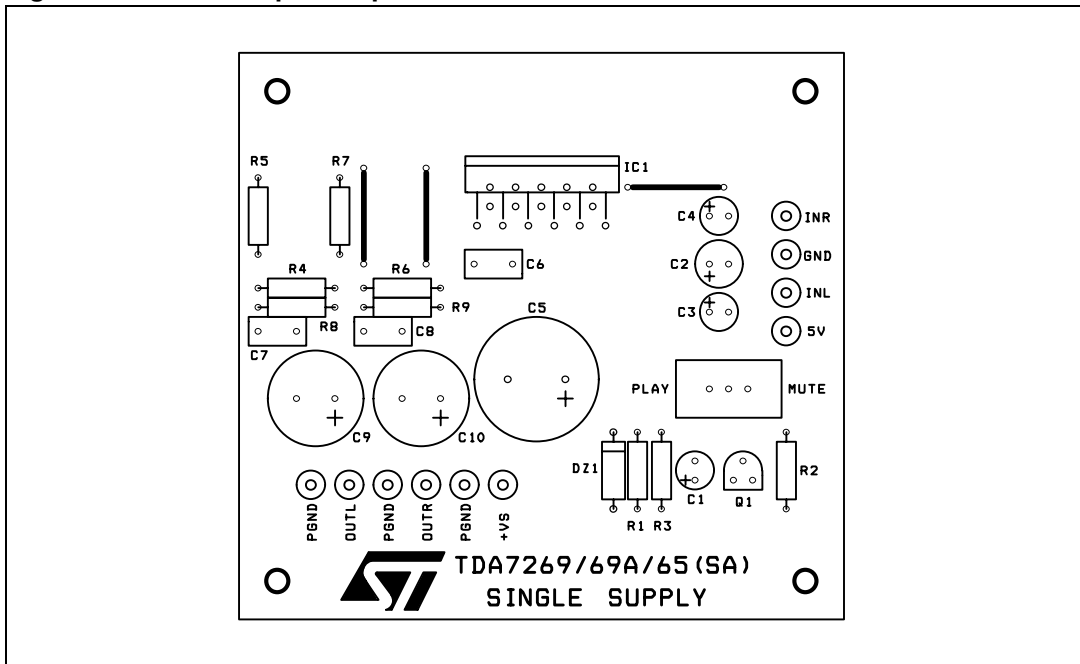 R5
R7
IC1
C4
INR
C2
GND
C6
R4
R6
INL
C3
R9
C5
R8
C8
5V
C7
PLAY
MUTE
C9
C10
DZ1
R2
C1
Q1
R1
R3
PGND
OUTL
PGND
OUTR
PGND
+VS
ST
TDA7269/69A/65(SA)
SINGLE SUPPLY